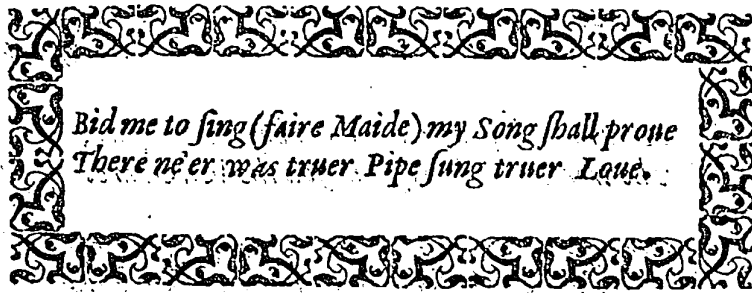 Bid me to ſing (faire Maide) my Song ſhall proue
There ne'er was truer Pipe ſung truer Loue.